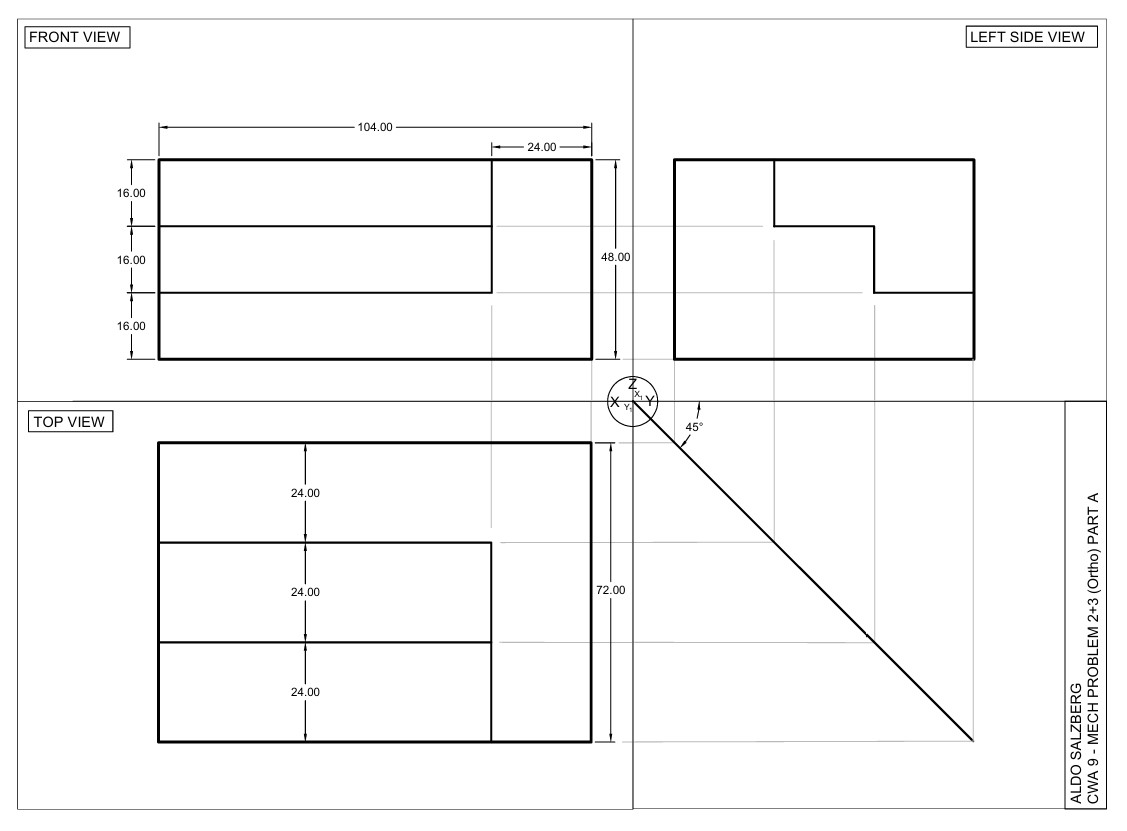 FRONT VIEW
LEFT SIDE VIEW
104.00
24.00
16.00
16.00
48.00
16.00
Z
X X₁ Y
Y₁
45°
TOP VIEW
24.00
24.00
72.00
24.00
ALDO SALZBERG
CWA 9 - MECH PROBLEM 2+3 (Ortho) PART A